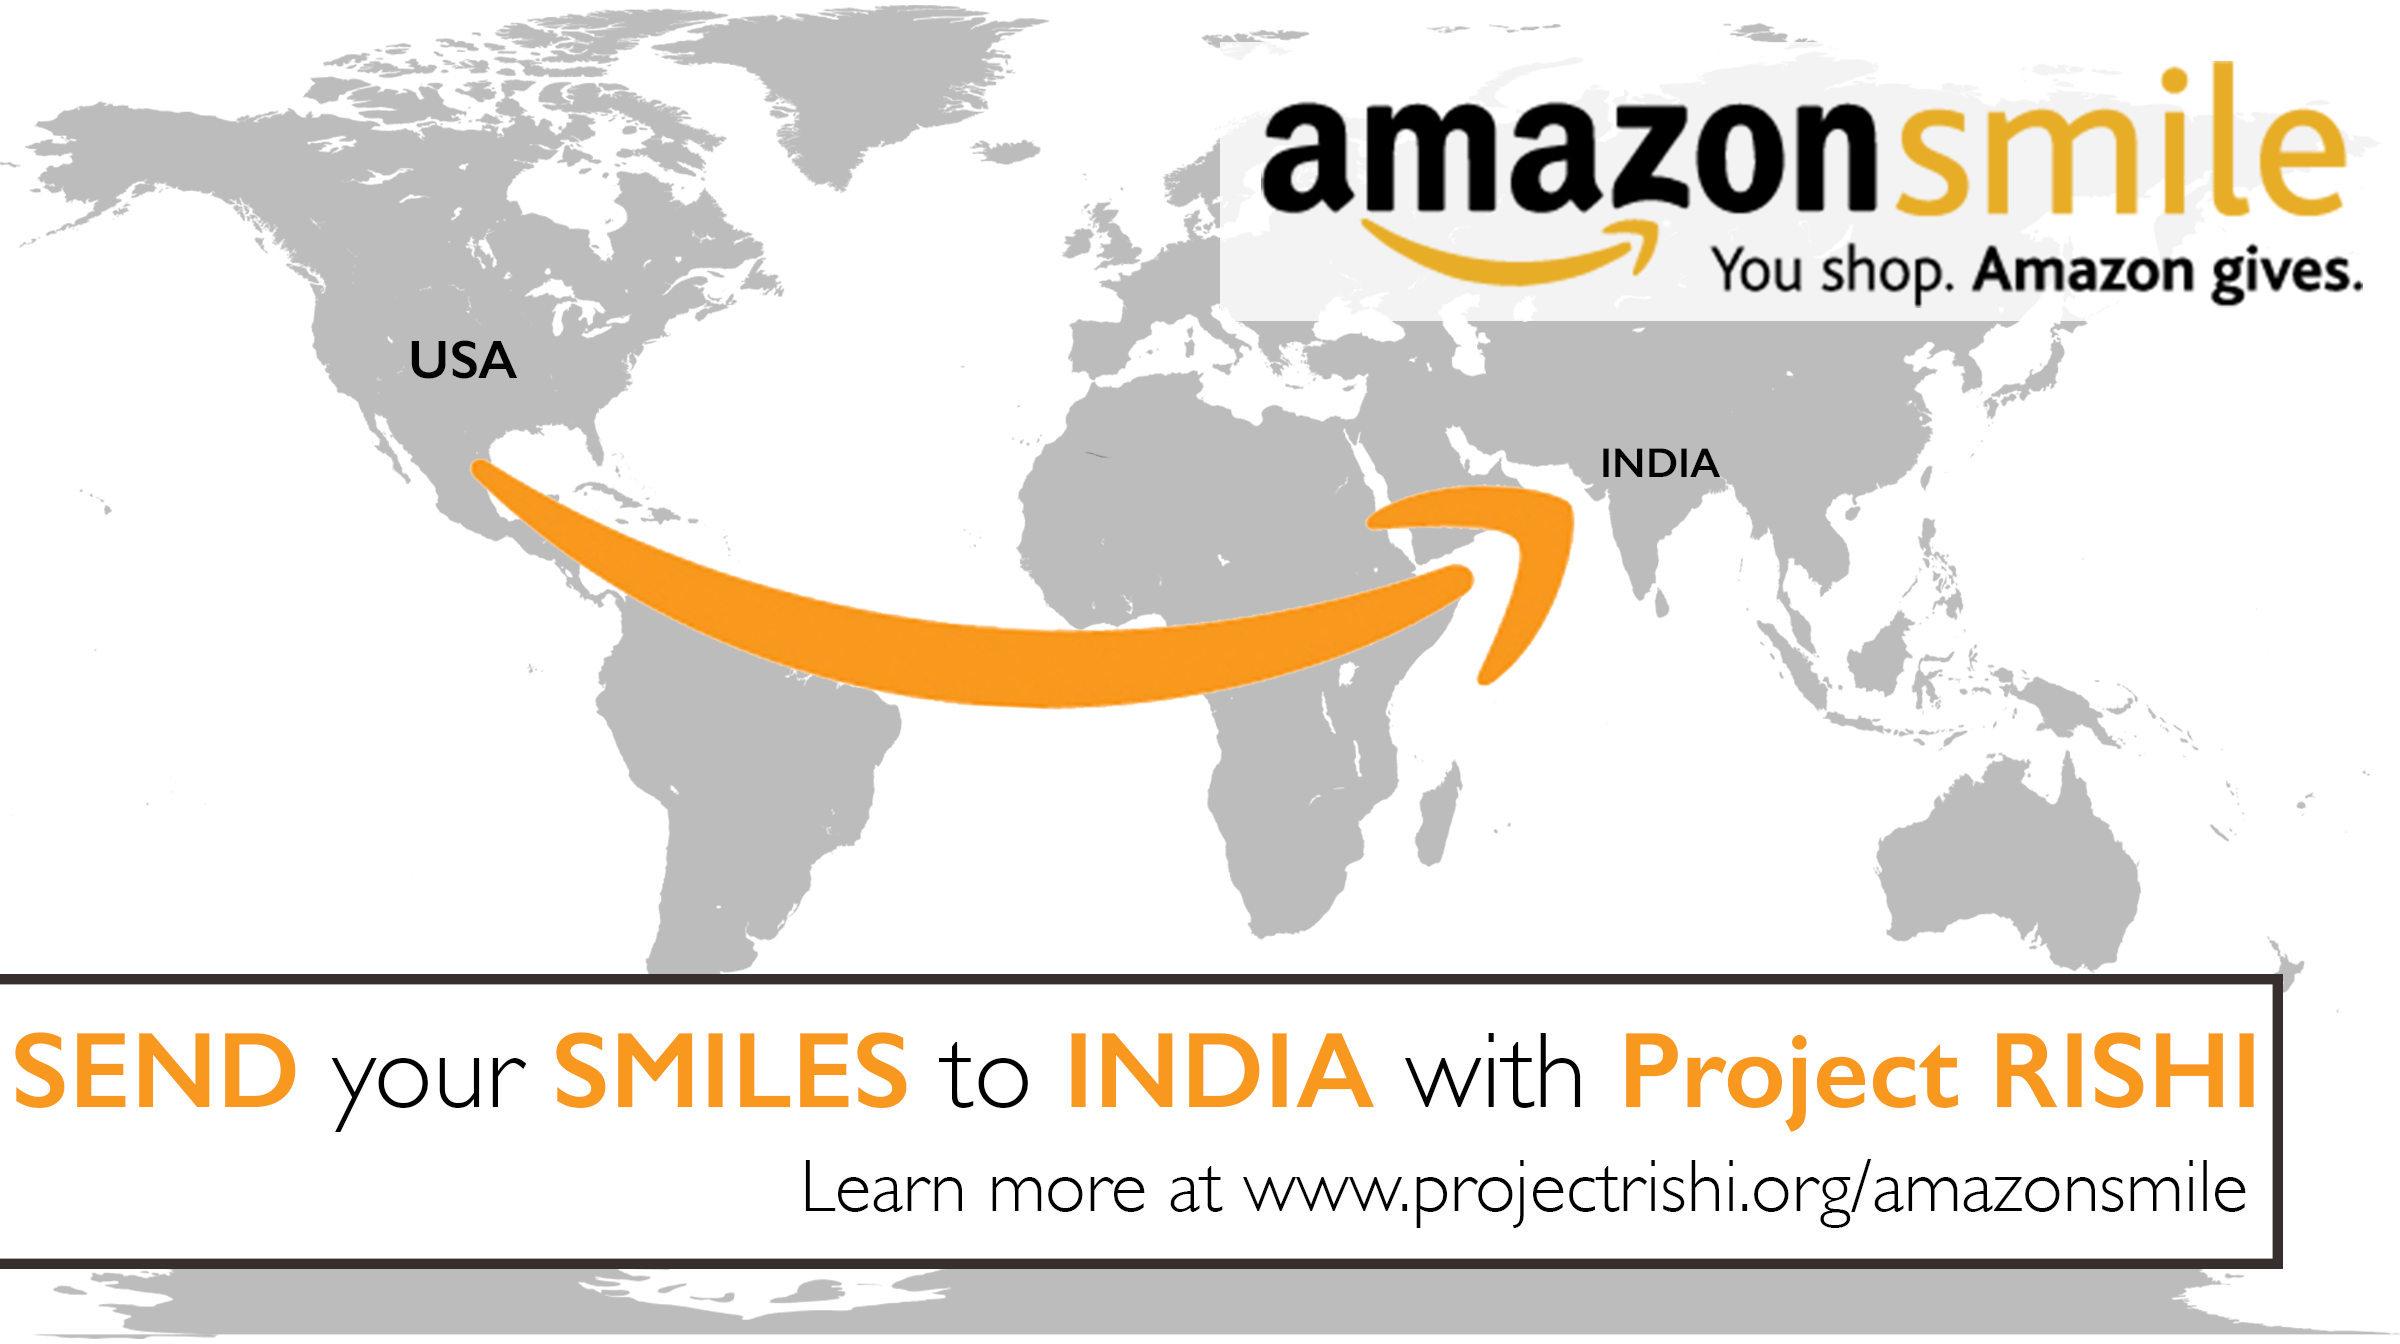 amazonsmile
You shop. Amazon gives.
USA
INDIA
SEND your SMILES to INDIA with Project RISHI
Learn more at www.projectrishi.org/amazonsmile